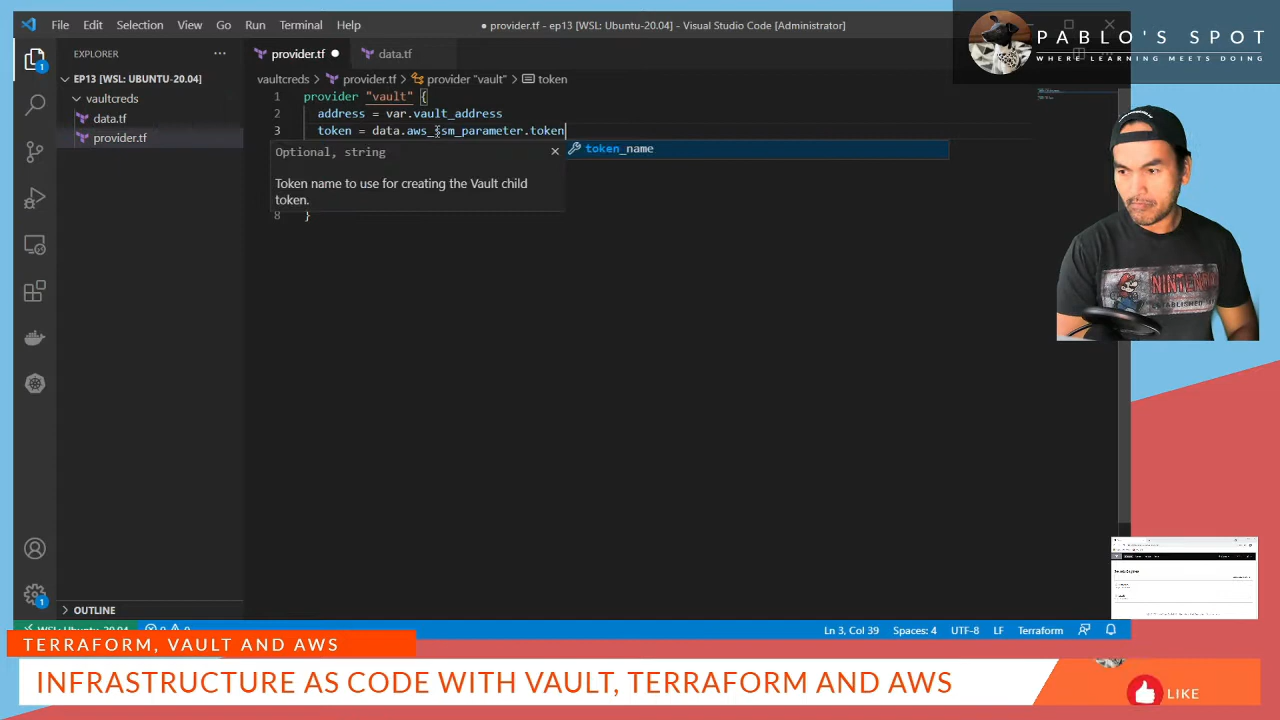 File Edit Selection View Go Run Terminal Help
● provider.tf - ep13 [WSL: Ubuntu-20.04] - Visual Studio Code [Administrator]
PABLO'S SPOT
WHERE LEARNING MEETS DOING
EXPLORER
provider.tf
data.tf
EP13 [WSL: UBUNTU-20.04]
vaultcreds
data.tf
provider.tf
vaultcreds > provider.tf > provider "vault" > token
1 provider "vault" {
2 address = var.vault_address
3 token = data.aws_ssm_parameter.token
token_name
Optional, string
Token name to use for creating the Vault child
token.
8 }
NINTENDO
1
1
OUTLINE
Ln 3, Col 39 Spaces: 4 UTF-8 LF Terraform
TERRAFORM, VAULT AND AWS
INFRASTRUCTURE AS CODE WITH VAULT, TERRAFORM AND AWS
LIKE